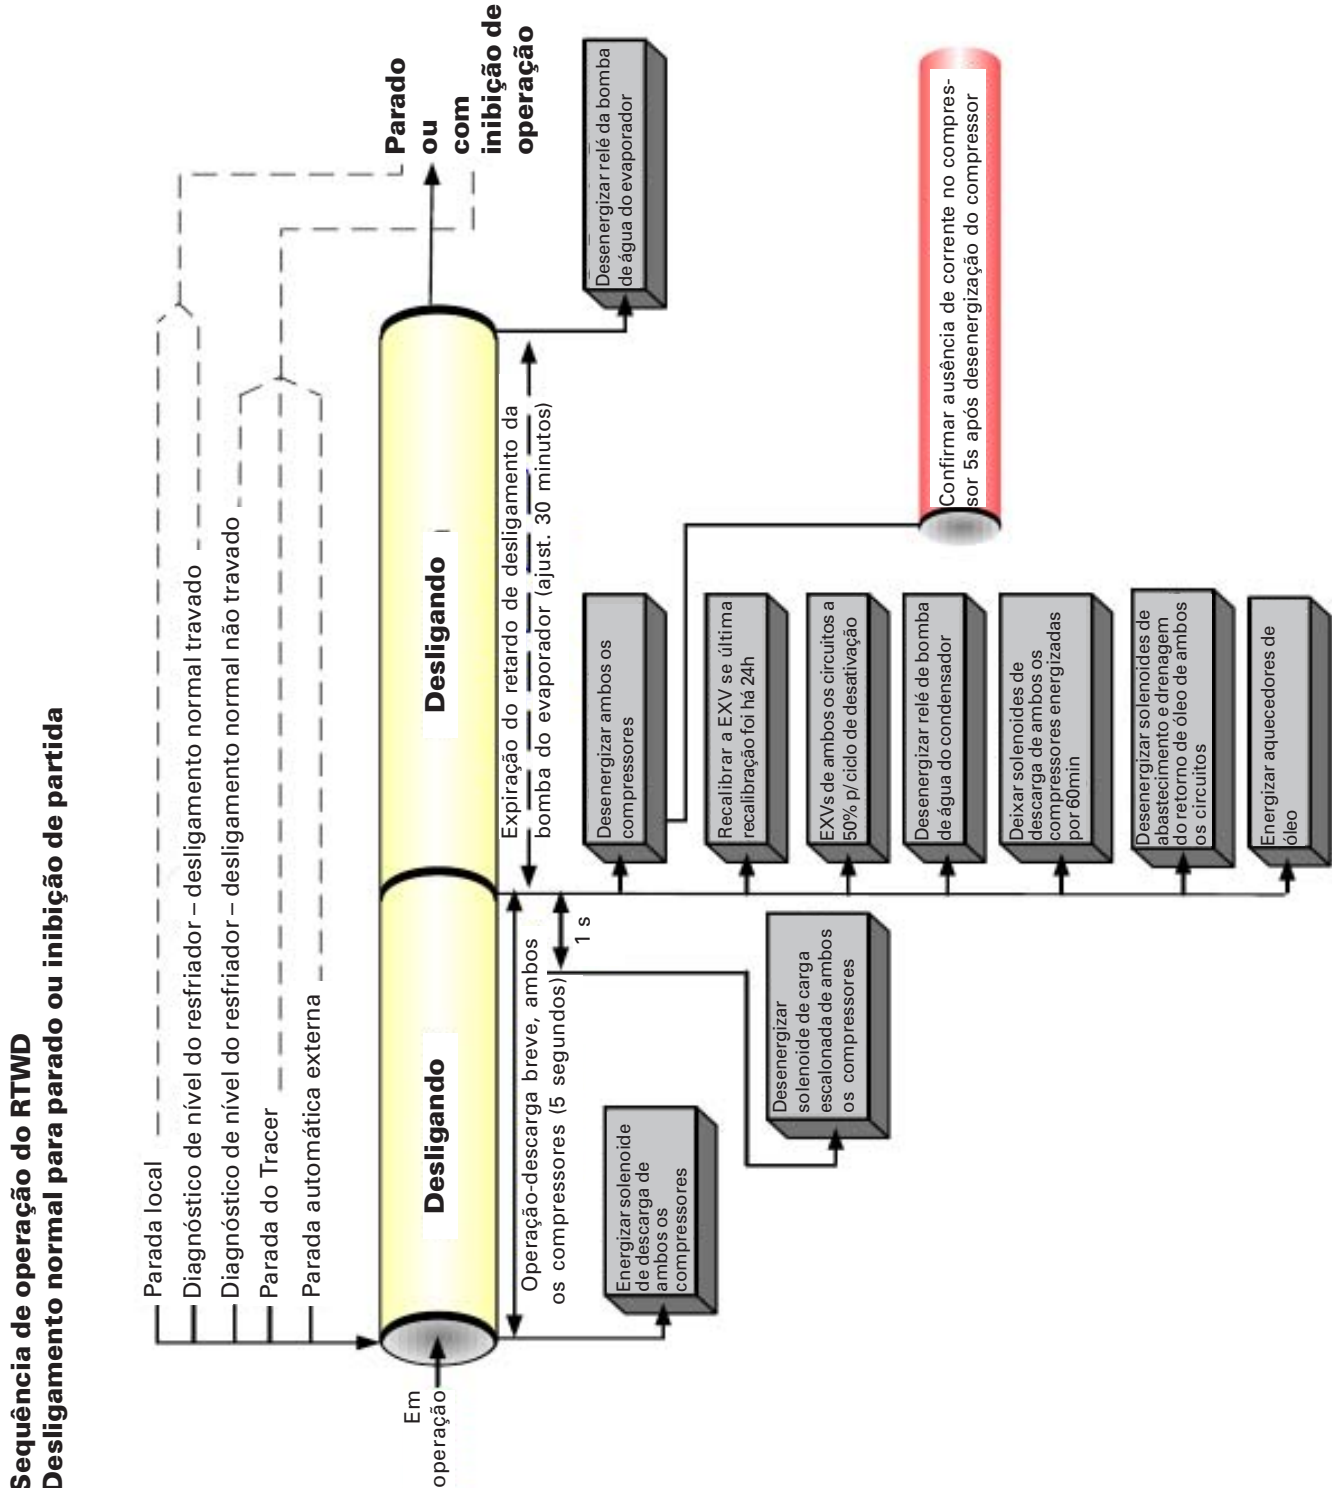 Sequência de operação do RTWD
Desligamento normal para parado ou inibição de partida
Parada local
Diagnóstico de nível do resfriador – desligamento normal travado
Diagnóstico de nível do resfriador – desligamento normal não travado
Parada do Tracer
Parada automática externa
Parado
ou
com
inibição de
operação
Em
operação
Desligando
Desligando
Operação-descarga breve, ambos
os compressores (5 segundos)
1 s
Expiração do retardo de desligamento da
bomba do evaporador (ajust. 30 minutos)
Energizar solenoide
de descarga de
ambos os
compressores
Desenergizar
solenoide de carga
escalonada de ambos
os compressores
Desenergizar ambos os
compressores
Recalibrar a EXV se última
recalibração foi há 24h
EXVs de ambos os circuitos a
50% p/ ciclo de desativação
Desenergizar relé de bomba
de água do condensador
Deixar solenoides de
descarga de ambos os
compressores energizadas
por 60min
Desenergizar solenoides de
abastecimento e drenagem
do retorno de óleo de ambos
os circuitos
Energizar aquecedores de
óleo
Desenergizar relé da bomba
de água do evaporador
Confirmar ausência de corrente no compres-
sor 5s após desenergização do compressor